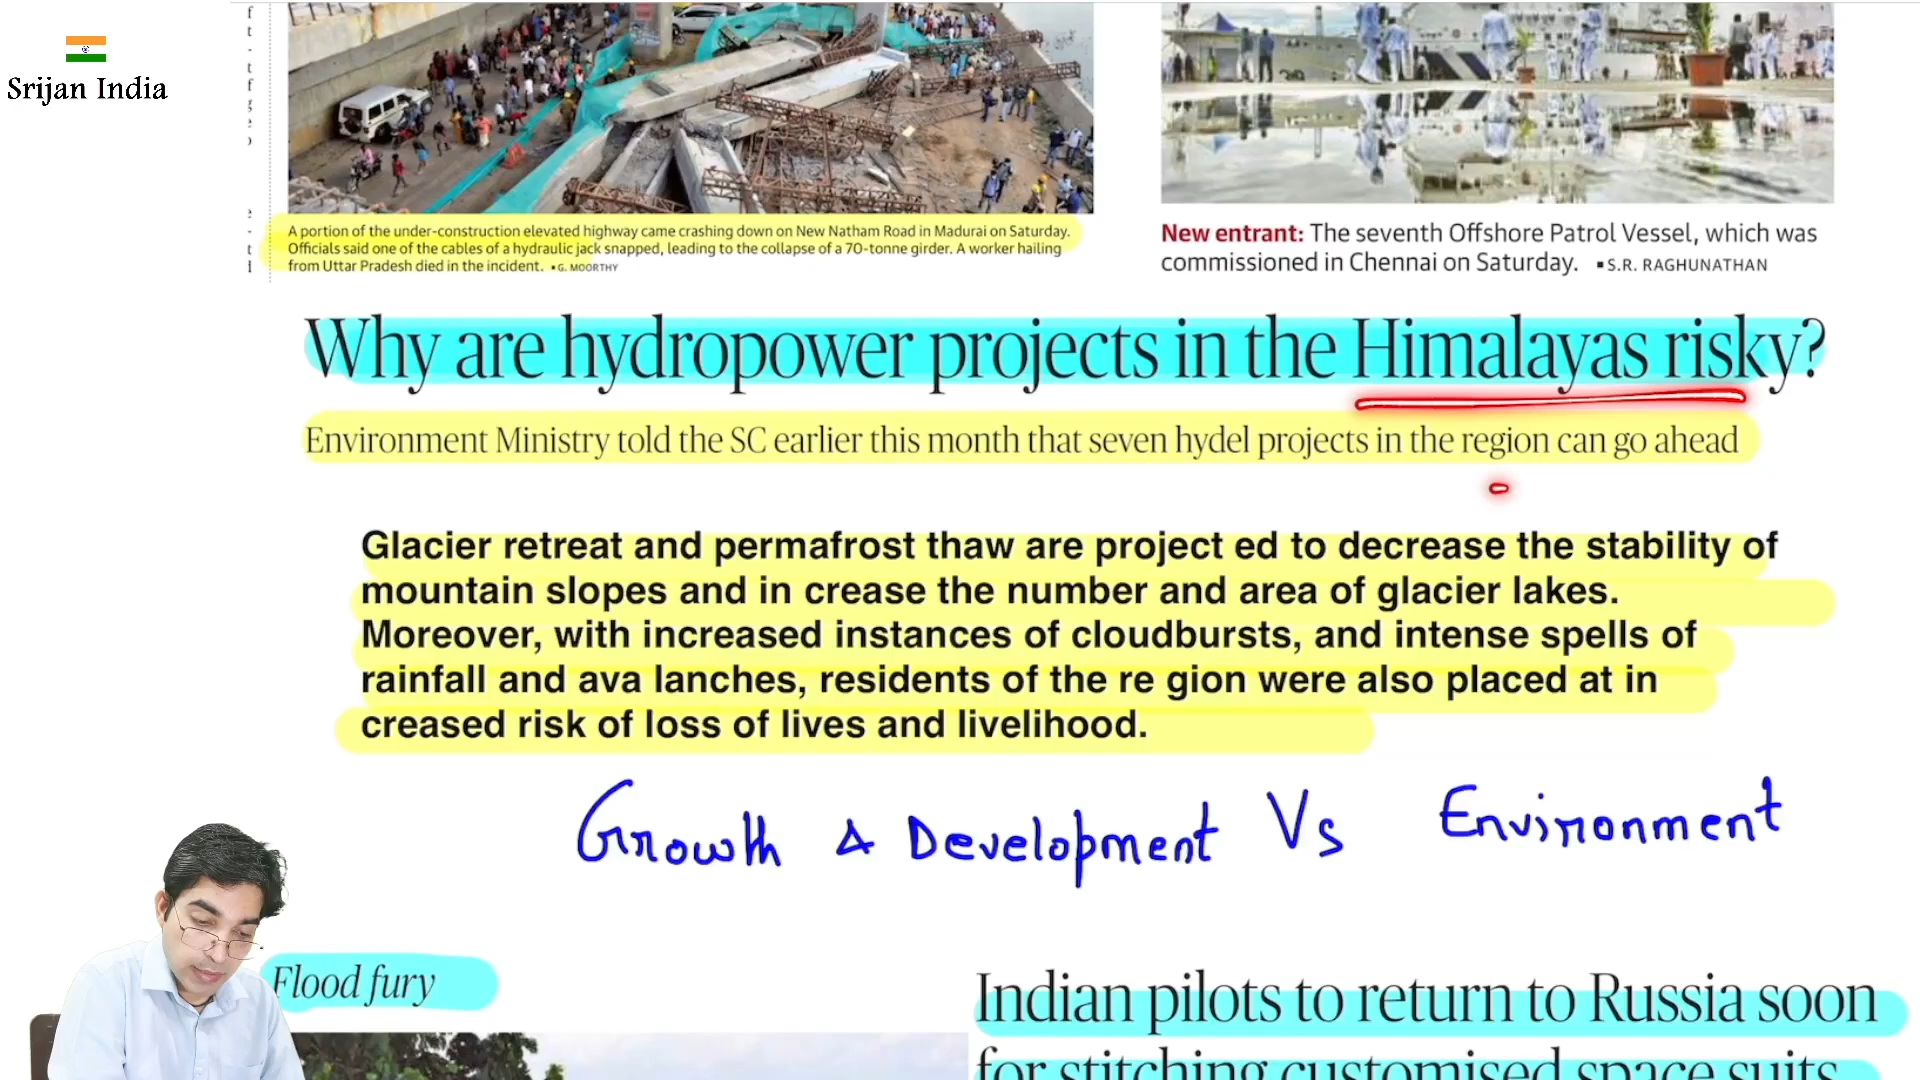 Srijan India
A portion of the under-construction elevated highway came crashing down on New Natham Road in Madurai on Saturday.
Officials said one of the cables of a hydraulic jack snapped, leading to the collapse of a 70-tonne girder. A worker hailing
from Uttar Pradesh died in the incident. ▪ G. MOORTHY
New entrant: The seventh Offshore Patrol Vessel, which was
commissioned in Chennai on Saturday. ▪ S.R. RAGHUNATHAN
Why are hydropower projects in the Himalayas risky?
Environment Ministry told the SC earlier this month that seven hydel projects in the region can go ahead
Glacier retreat and permafrost thaw are project ed to decrease the stability of
mountain slopes and in crease the number and area of glacier lakes.
Moreover, with increased instances of cloudbursts, and intense spells of
rainfall and ava lanches, residents of the re gion were also placed at in
creased risk of loss of lives and livelihood.
Growth & Development Vs Environment
Flood fury
Indian pilots to return to Russia soon
for stitching customised space suits